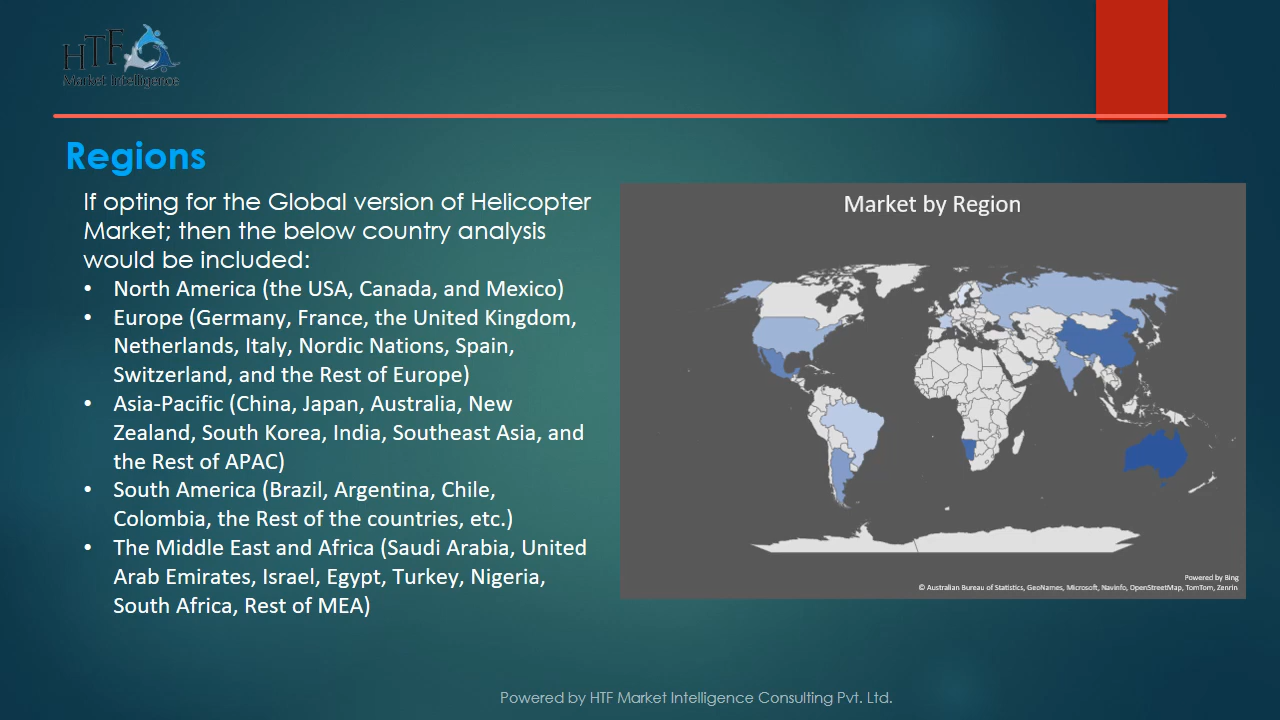 HTF
Market Intelligence
Regions
If opting for the Global version of Helicopter
Market; then the below country analysis
would be included:
• North America (the USA, Canada, and Mexico)
• Europe (Germany, France, the United Kingdom,
Netherlands, Italy, Nordic Nations, Spain,
Switzerland, and the Rest of Europe)
• Asia-Pacific (China, Japan, Australia, New
Zealand, South Korea, India, Southeast Asia, and
the Rest of APAC)
• South America (Brazil, Argentina, Chile,
Colombia, the Rest of the countries, etc.)
• The Middle East and Africa (Saudi Arabia, United
Arab Emirates, Israel, Egypt, Turkey, Nigeria,
South Africa, Rest of MEA)
Market by Region
Powered by Bing
© Australian Bureau of Statistics, GeoNames, Microsoft, Navinfo, OpenStreetMap, TomTom, Zenrin
Powered by HTF Market Intelligence Consulting Pvt. Ltd.